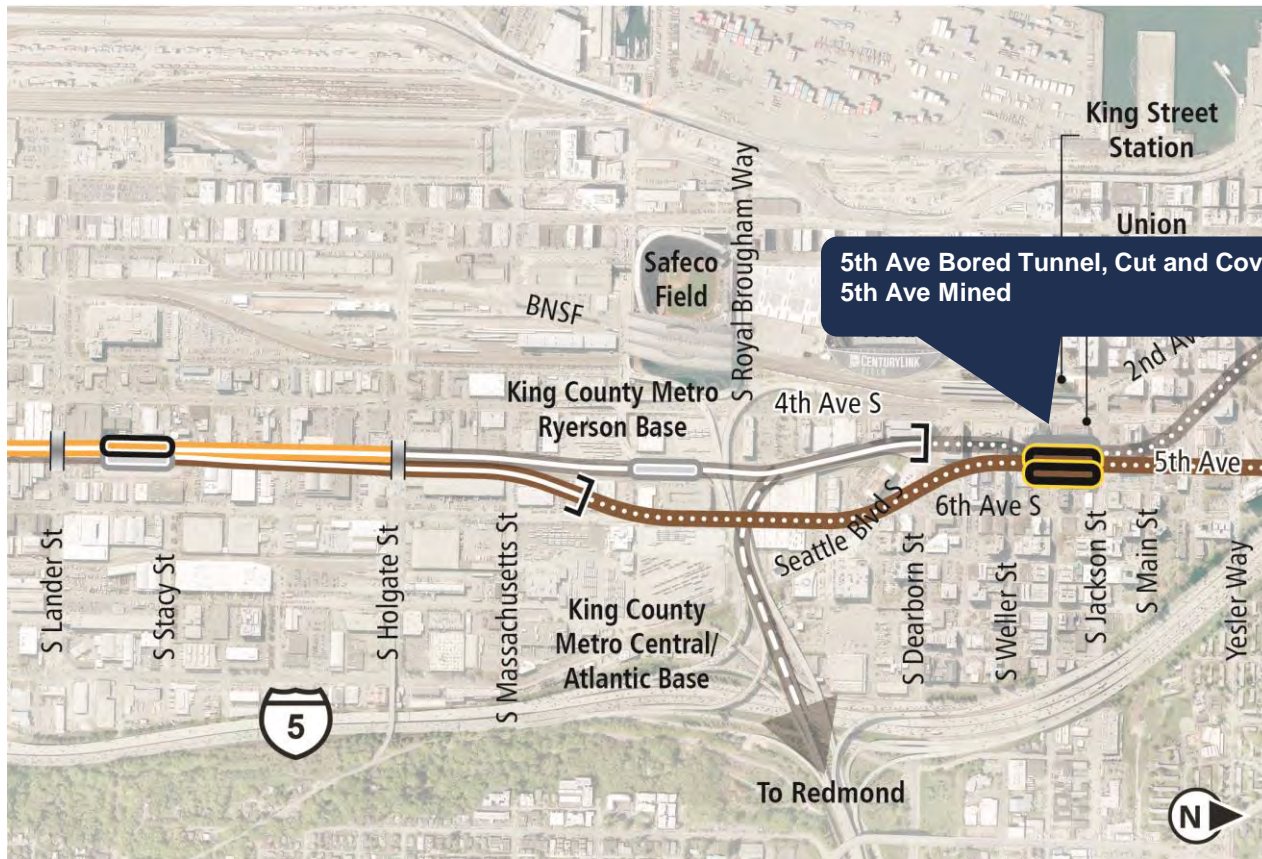 King Street
Station
Union
5th Ave Bored Tunnel, Cut and Cov
5th Ave Mined
Safeco
Field
S Royal Brougham Way
BNSF
CENTURYLINK
2nd Av
King County Metro
Ryerson Base
4th Ave S
5th Ave
6th Ave S
Seattle Blvd S
S Lander St
S Stacy St
S Holgate St
S Massachusetts St
King County
Metro Central/
Atlantic Base
S Dearborn St
S Weller St
S Jackson St
S Main St
Yesler Way
5
To Redmond
N